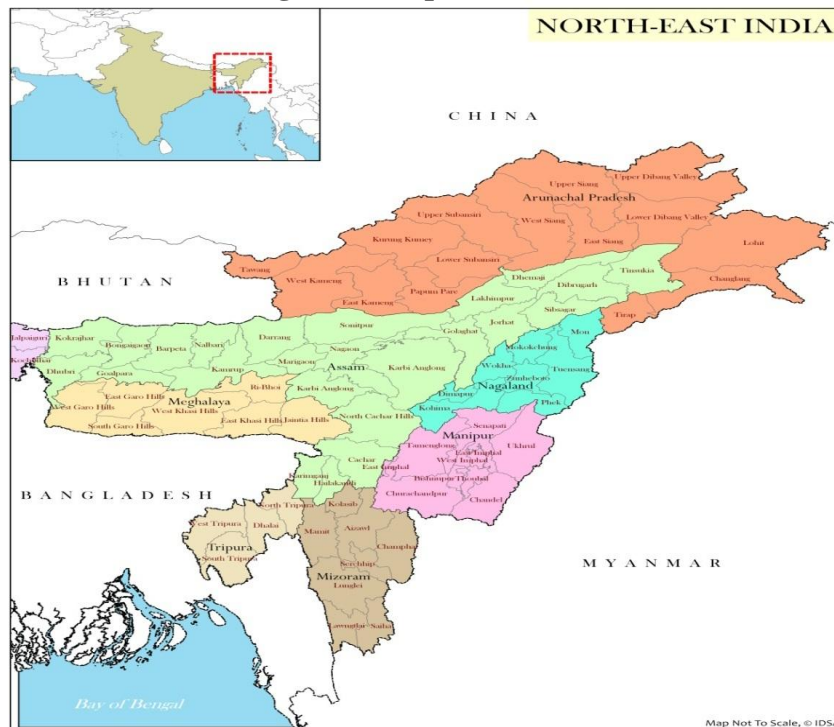 NORTH-EAST INDIA
CHINA
Upper Dibang Valley
Upper Siang
Arunachal Pradesh
Upper Subansiri
West Siang
Lower Dibang Valley
Kurung Kumey
East Siang
Lohit
Lower Subansiri
Tawang
Dhemaji
Tinsukia
Changlang
BHUTAN
West Kameng
Papum Pare
Dibrugarh
East Kameng
Lakhimpur
Sibsagar
Tirap
Sonitpur
Jorhat
Jalpaiguri
Kokrajhar
Darrang
Golaghat
Mon
Bongaigaon
Barpeta
Nalbari
Nagaon
Mokokchung
Kochbihar
Marigaon
Assam
Karbi Anglong
Wokha
Tuensang
Dhubri
Goalpara
Kamrup
Zunheboto
Karbi Anglong
Nagaland
Ri-Bhoi
East Garo Hills
Meghalaya
Dimapur
Phek
West Garo Hills
West Khasi Hills
Kohima
East Khasi Hills
Jaintia Hills
North Cachar Hills
South Garo Hills
Senapati
Manipur
Tamenglong
Ukhrul
East Imphal
Cachar
West Imphal
East Imphal
Karimganj
Hailakandi
Bishnupur
Thoubal
BANGLADESH
Churachandpur
Chandel
North Tripura
Kolasib
West Tripura
Dhalai
Mamit
Aizawl
Tripura
Champhai
South Tripura
Serchhip
MYANMAR
Mizoram
Lunglei
Lawngtlai
Saiha
Bay of Bengal
Map Not To Scale, © IDSA